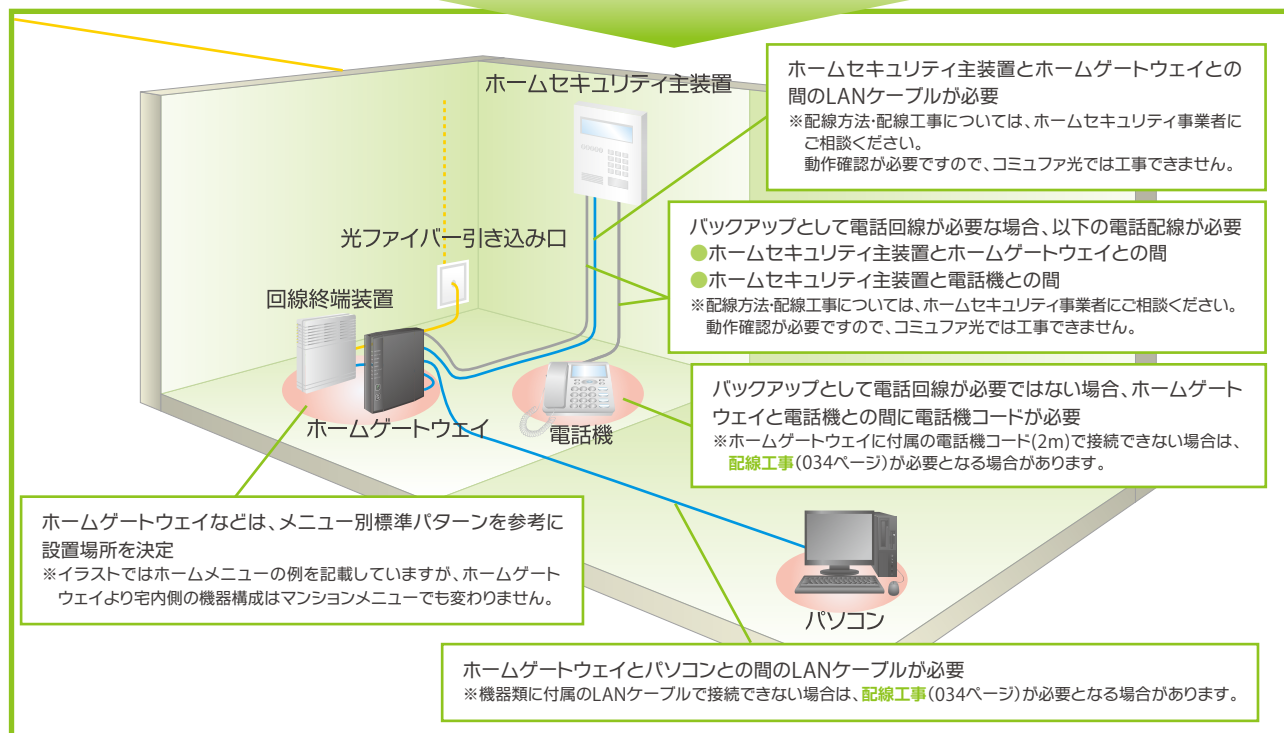 ホームセキュリティ主装置
光ファイバー引き込み口
回線終端装置
ホームゲートウェイ
電話機
パソコン
ホームセキュリティ主装置とホームゲートウェイとの
間のLANケーブルが必要
※配線方法・配線工事については、ホームセキュリティ事業者に
ご相談ください。
動作確認が必要ですので、コミュファ光では工事できません。
バックアップとして電話回線が必要な場合、以下の電話配線が必要
●ホームセキュリティ主装置とホームゲートウェイとの間
●ホームセキュリティ主装置と電話機との間
※配線方法・配線工事については、ホームセキュリティ事業者にご相談ください。
動作確認が必要ですので、コミュファ光では工事できません。
バックアップとして電話回線が必要ではない場合、ホームゲート
ウェイと電話機との間に電話機コードが必要
※ホームゲートウェイに付属の電話機コード(2m)で接続できない場合は、
配線工事(034ページ)が必要となる場合があります。
ホームゲートウェイなどは、メニュー別標準パターンを参考に
設置場所を決定
※イラストではホームメニューの例を記載していますが、ホームゲート
ウェイより宅内側の機器構成はマンションメニューでも変わりません。
ホームゲートウェイとパソコンとの間のLANケーブルが必要
※機器類に付属のLANケーブルで接続できない場合は、配線工事(034ページ)が必要となる場合があります。